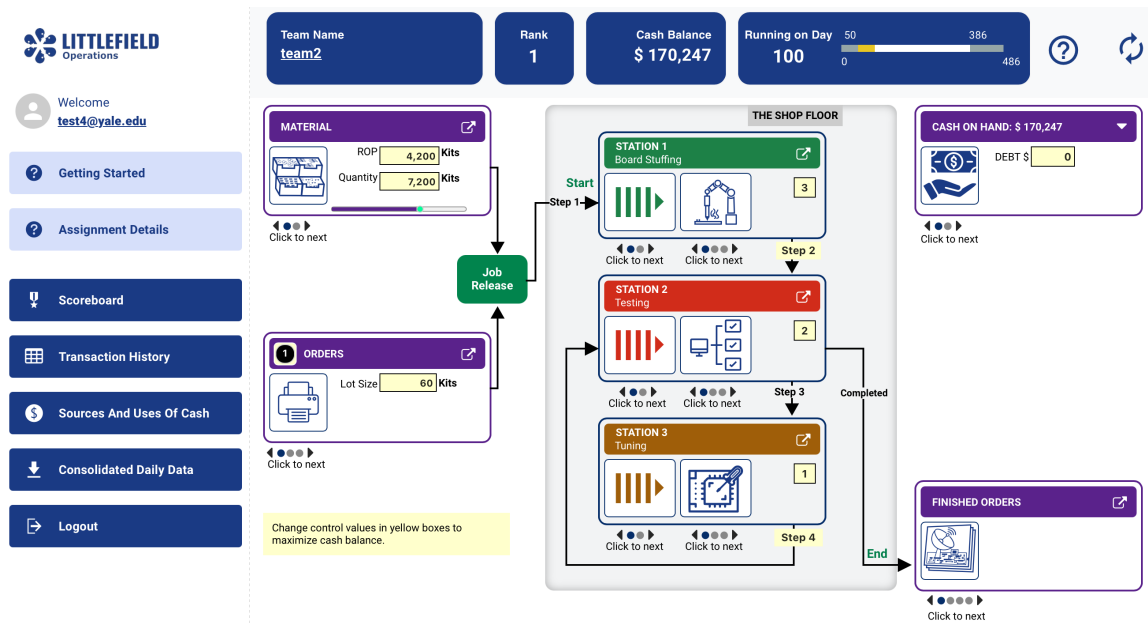 LITTLEFIELD
Operations
Welcome
test4@yale.edu
Getting Started
Assignment Details
Scoreboard
Transaction History
Sources And Uses Of Cash
Consolidated Daily Data
Logout
Team Name
team2
Rank
1
Cash Balance
$ 170,247
Running on Day
100
50
386
0
486
MATERIAL
ROP 4,200 Kits
Quantity 7,200 Kits
Click to next
1 ORDERS
Lot Size 60 Kits
Click to next
Change control values in yellow boxes to
maximize cash balance.
Job
Release
THE SHOP FLOOR
Start
Step 1
STATION 1
Board Stuffing
3
Click to next
Click to next
Step 2
STATION 2
Testing
2
Click to next
Click to next
Step 3
Completed
STATION 3
Tuning
1
Click to next
Click to next
Step 4
End
CASH ON HAND: $ 170,247
DEBT $ 0
Click to next
FINISHED ORDERS
Click to next